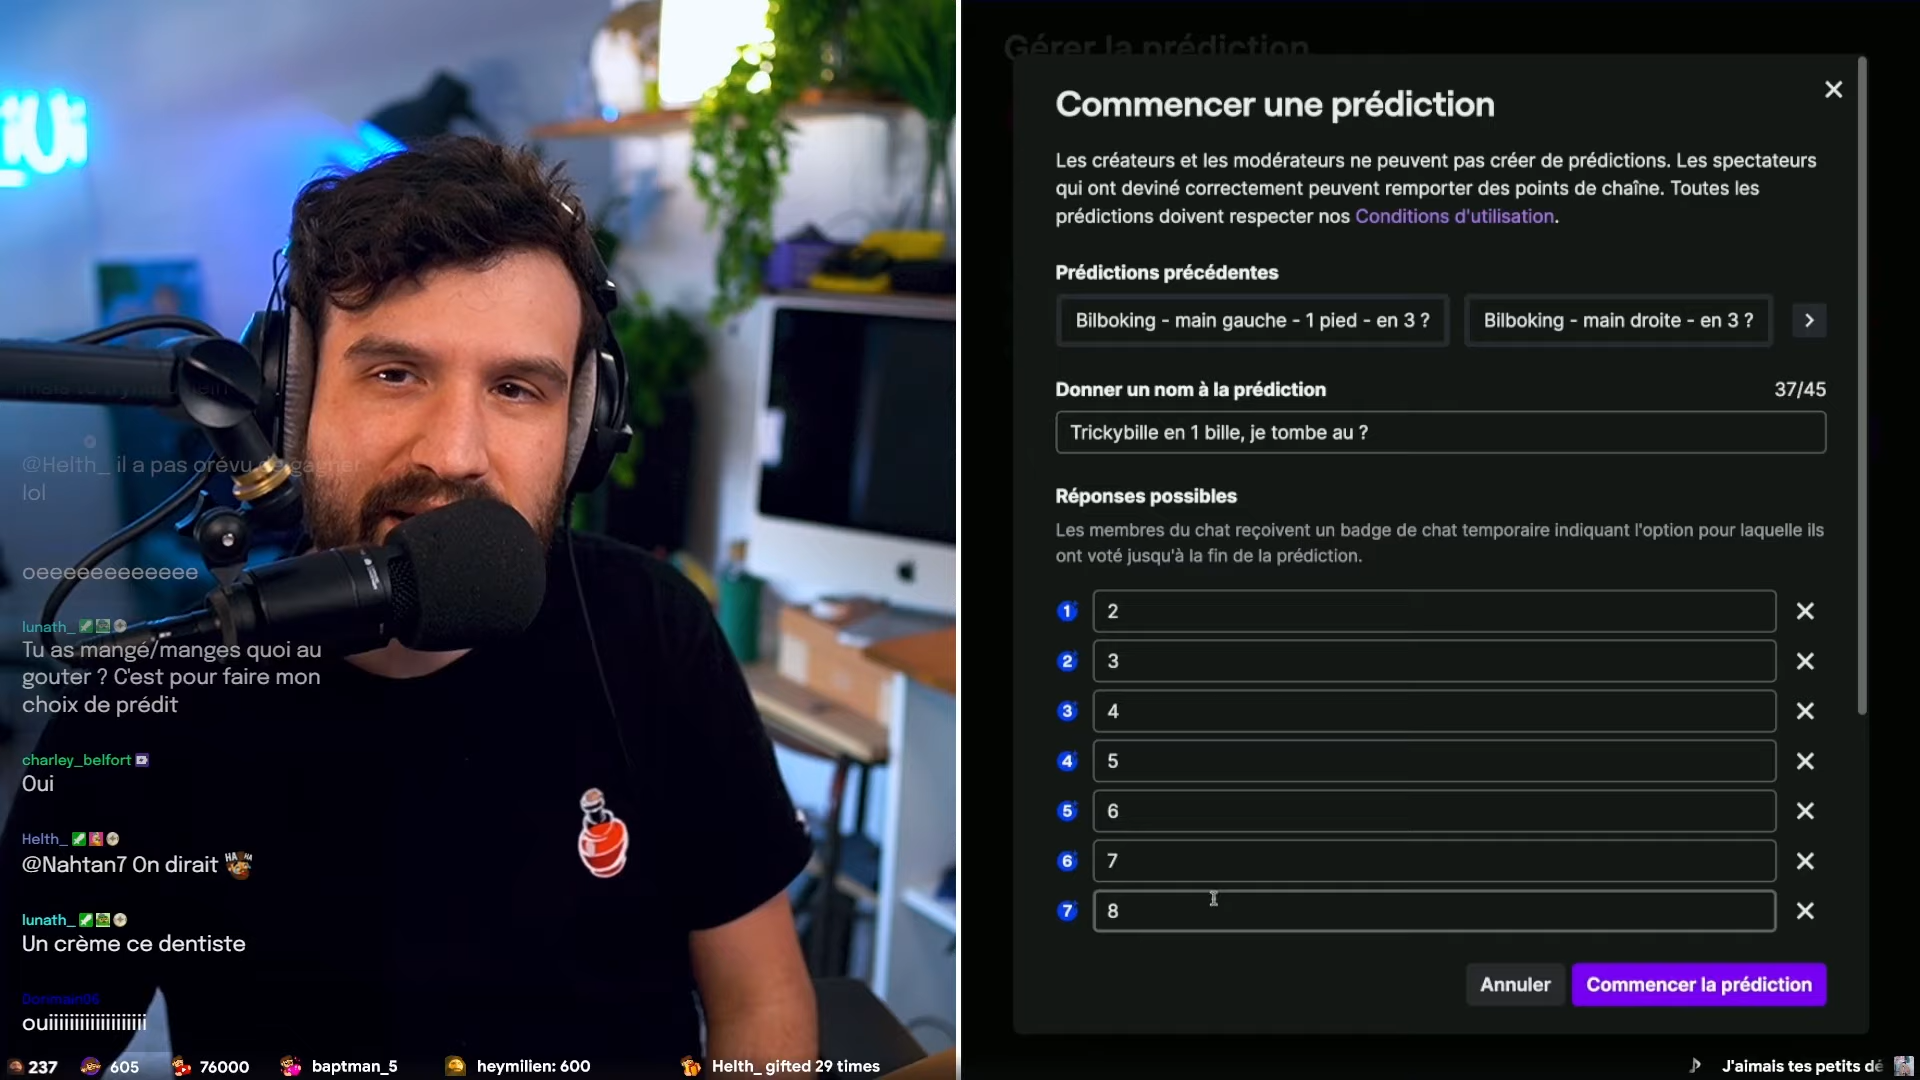 @Helth_ il a pas prévu de gagner
lol
oeeeeeeeeeeee
lunath_
Tu as mangé/manges quoi au
gouter ? C'est pour faire mon
choix de prédit
charley_belfort
Oui
Helth_
@Nahtan7 On dirait
lunath_
Un crème ce dentiste
Donmain06
ouiiiiiiiiiiiiiiiiiii
237
605
76000
baptman_5
heymilien: 600
Helth_ gifted 29 times
Gérer la prédiction
Commencer une prédiction
Les créateurs et les modérateurs ne peuvent pas créer de prédictions. Les spectateurs
qui ont deviné correctement peuvent remporter des points de chaîne. Toutes les
prédictions doivent respecter nos Conditions d'utilisation.
Prédictions précédentes
Bilboking - main gauche - 1 pied - en 3 ?
Bilboking - main droite - en 3 ?
Donner un nom à la prédiction 37/45
Trickybille en 1 bille, je tombe au ?
Réponses possibles
Les membres du chat reçoivent un badge de chat temporaire indiquant l'option pour laquelle ils
ont voté jusqu'à la fin de la prédiction.
1 2
2 3
3 4
4 5
5 6
6 7
7 8
Annuler
Commencer la prédiction
J'aimais tes petits dé